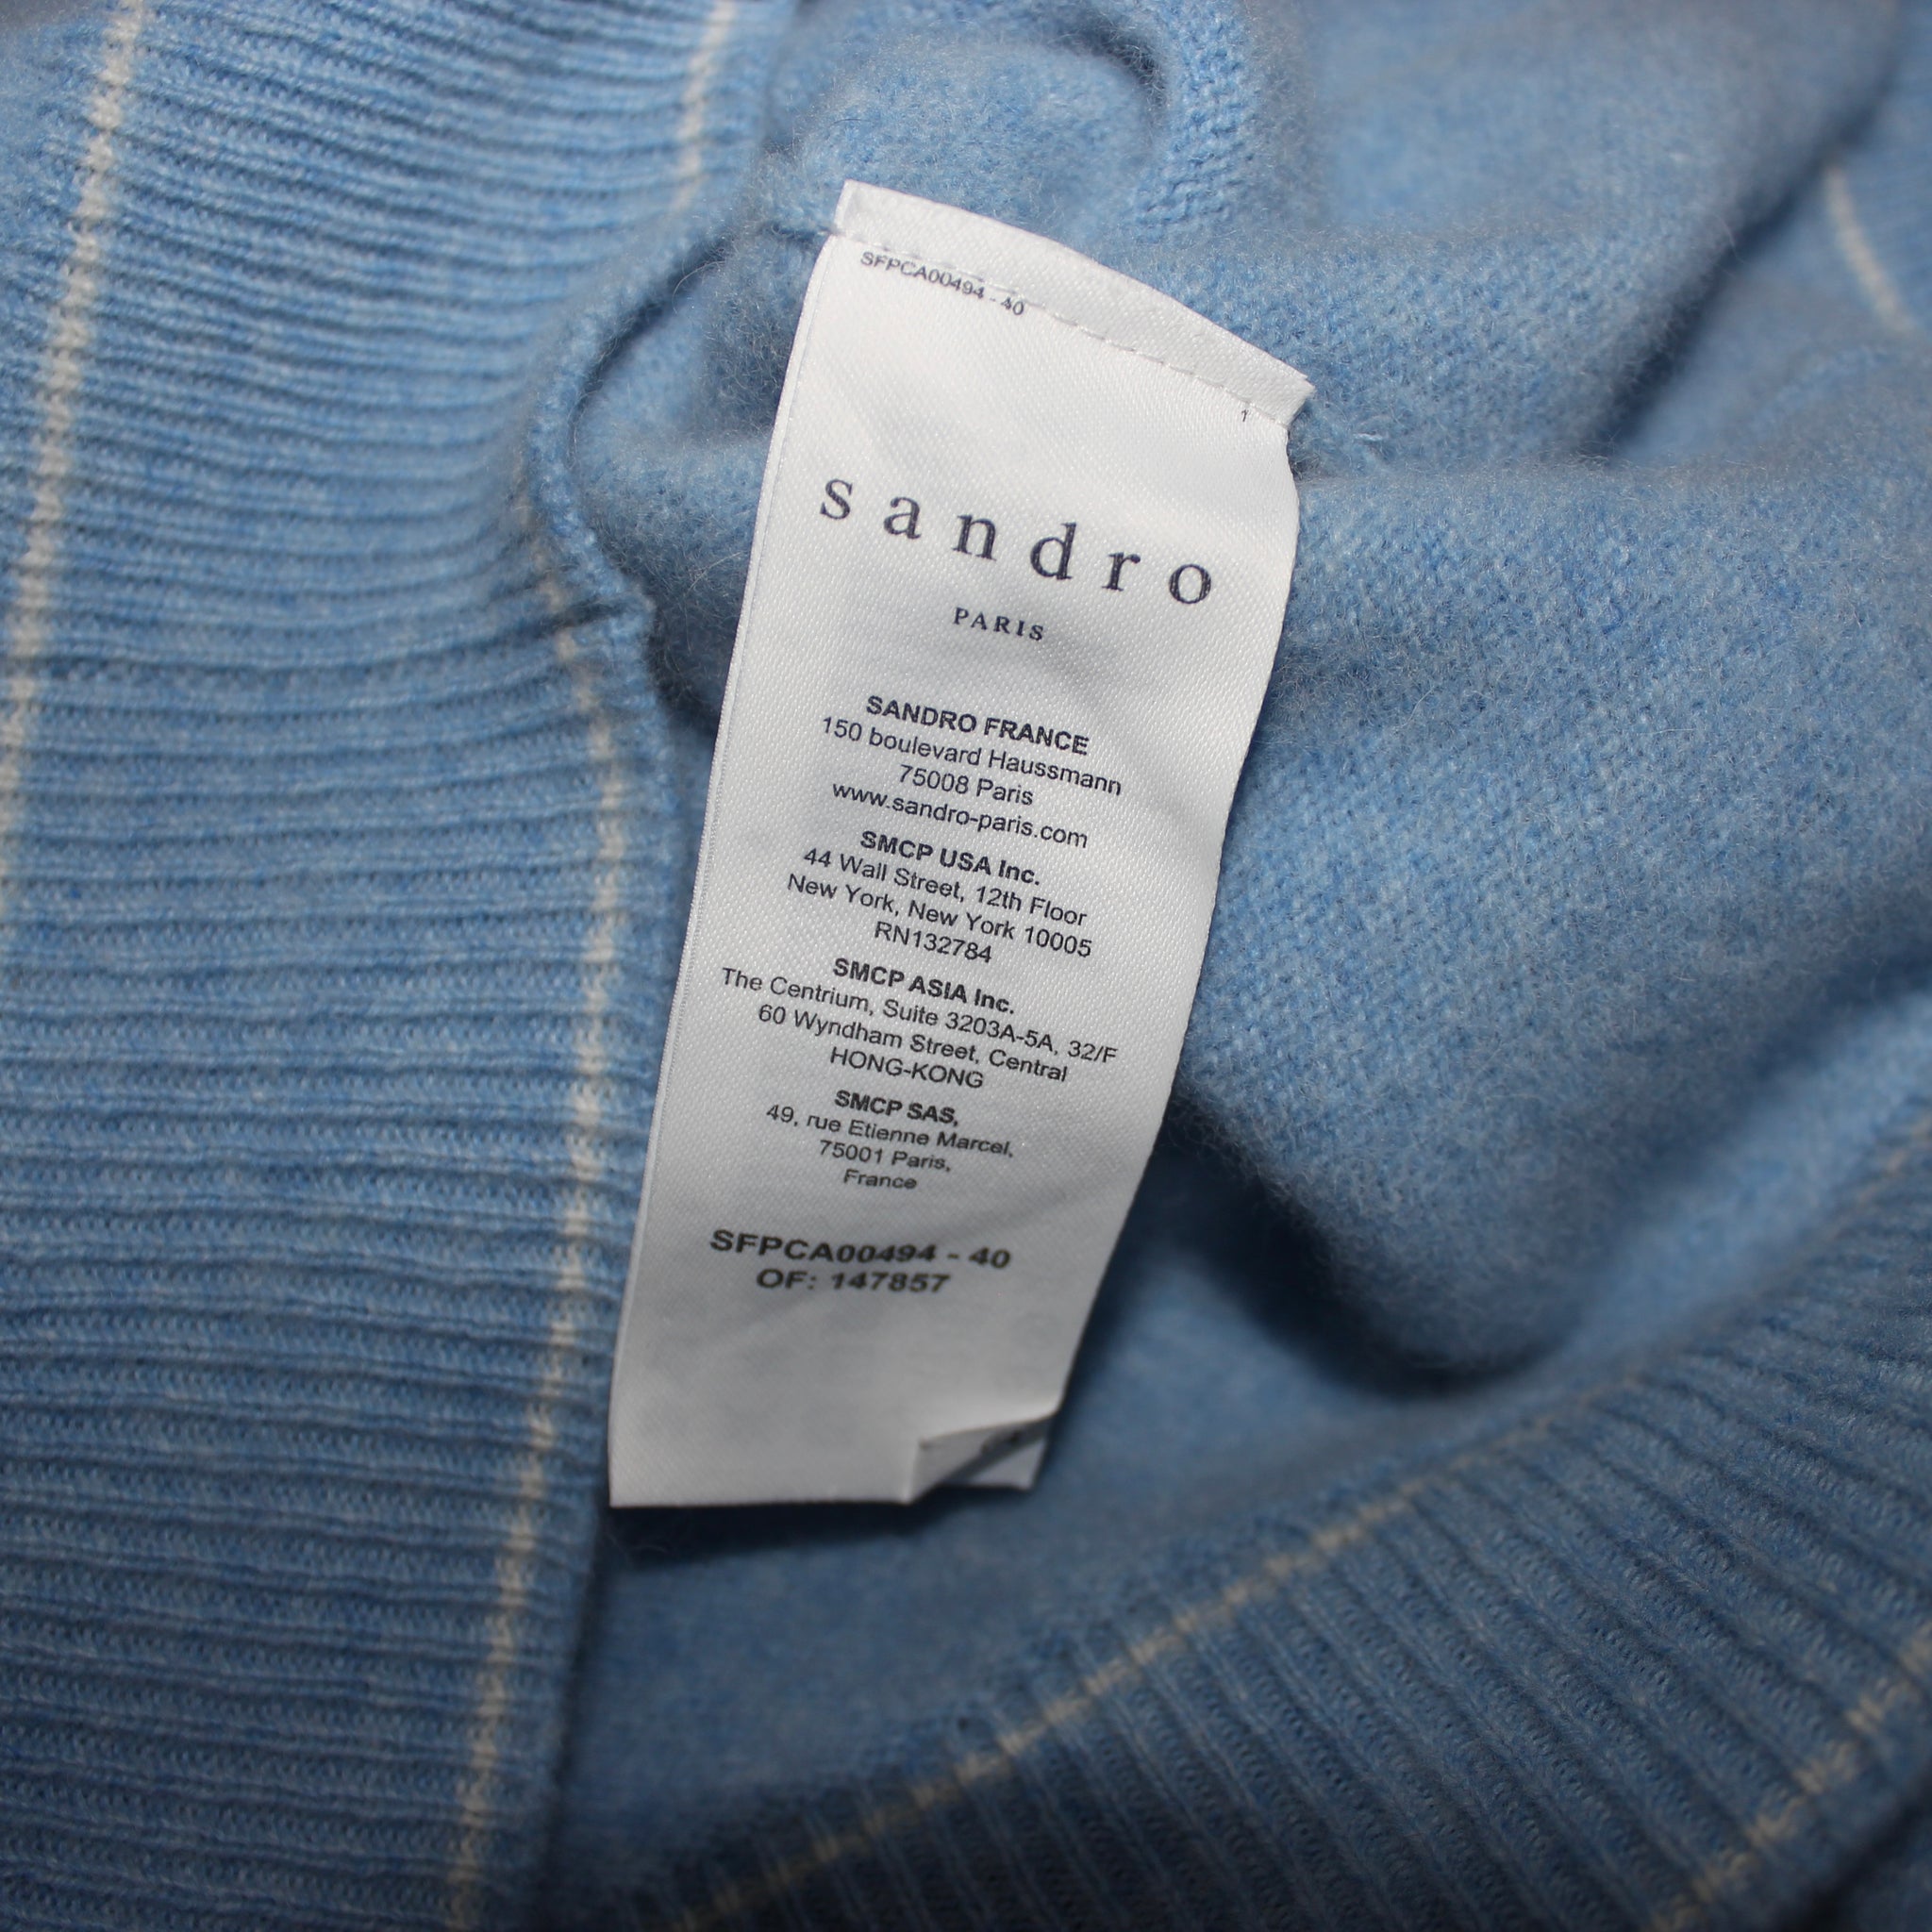 SFPCA00494 - 40
1
sandro
PARIS
SANDRO FRANCE
150 boulevard Haussmann
75008 Paris
www.sandro-paris.com
SMCP USA Inc.
44 Wall Street, 12th Floor
New York, New York 10005
RN132784
SMCP ASIA Inc.
The Centrium, Suite 3203A-5A, 32/F
60 Wyndham Street, Central
HONG-KONG
SMCP SAS,
49, rue Etienne Marcel,
75001 Paris,
France
SFPCA00494 - 40
OF: 147857